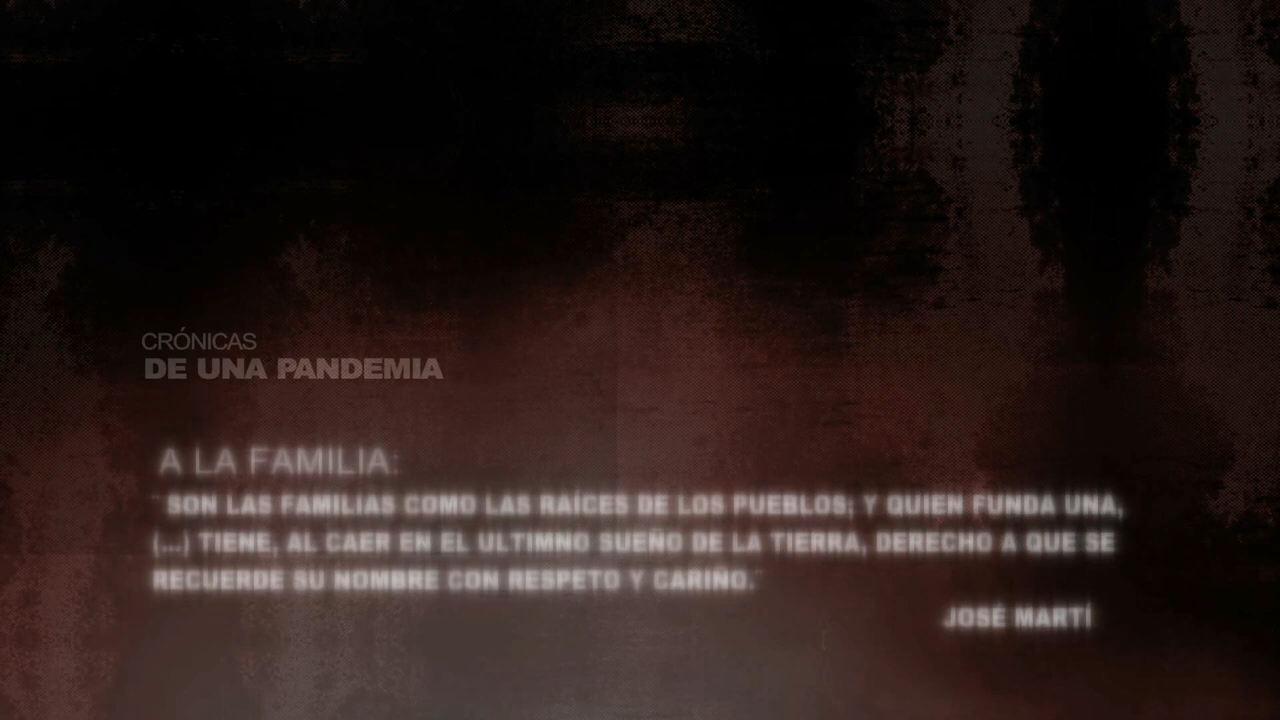 CRÓNICAS
DE UNA PANDEMIA
A LA FAMILIA:
¨SON LAS FAMILIAS COMO LAS RAÍCES DE LOS PUEBLOS; Y QUIEN FUNDA UNA,
(...) TIENE, AL CAER EN EL ULTIMNO SUEÑO DE LA TIERRA, DERECHO A QUE SE
RECUERDE SU NOMBRE CON RESPETO Y CARIÑO.¨
JOSÉ MARTÍ